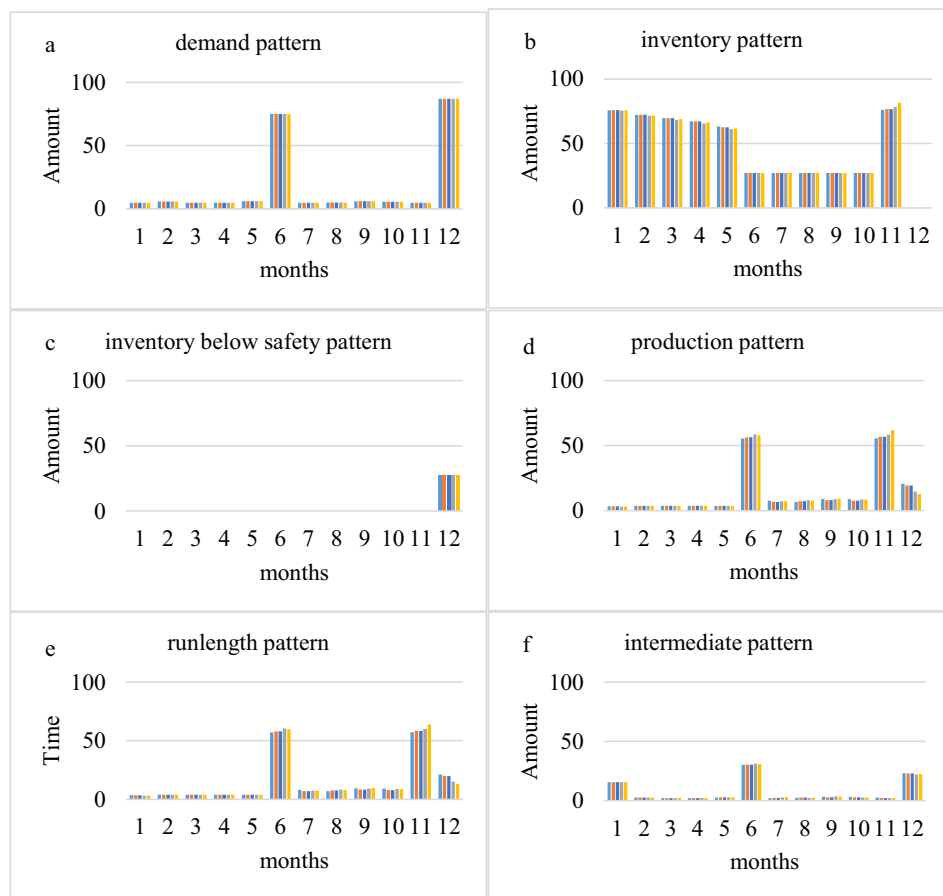 a demand pattern
100
50
0
Amount
1 2 3 4 5 6 7 8 9 10 11 12
months
b inventory pattern
100
50
0
Amount
1 2 3 4 5 6 7 8 9 10 11 12
months
c inventory below safety pattern
100
50
0
Amount
1 2 3 4 5 6 7 8 9 10 11 12
months
d production pattern
100
50
0
Amount
1 2 3 4 5 6 7 8 9 10 11 12
months
e runlength pattern
100
50
0
Time
1 2 3 4 5 6 7 8 9 10 11 12
months
f intermediate pattern
100
50
0
Amount
1 2 3 4 5 6 7 8 9 10 11 12
months